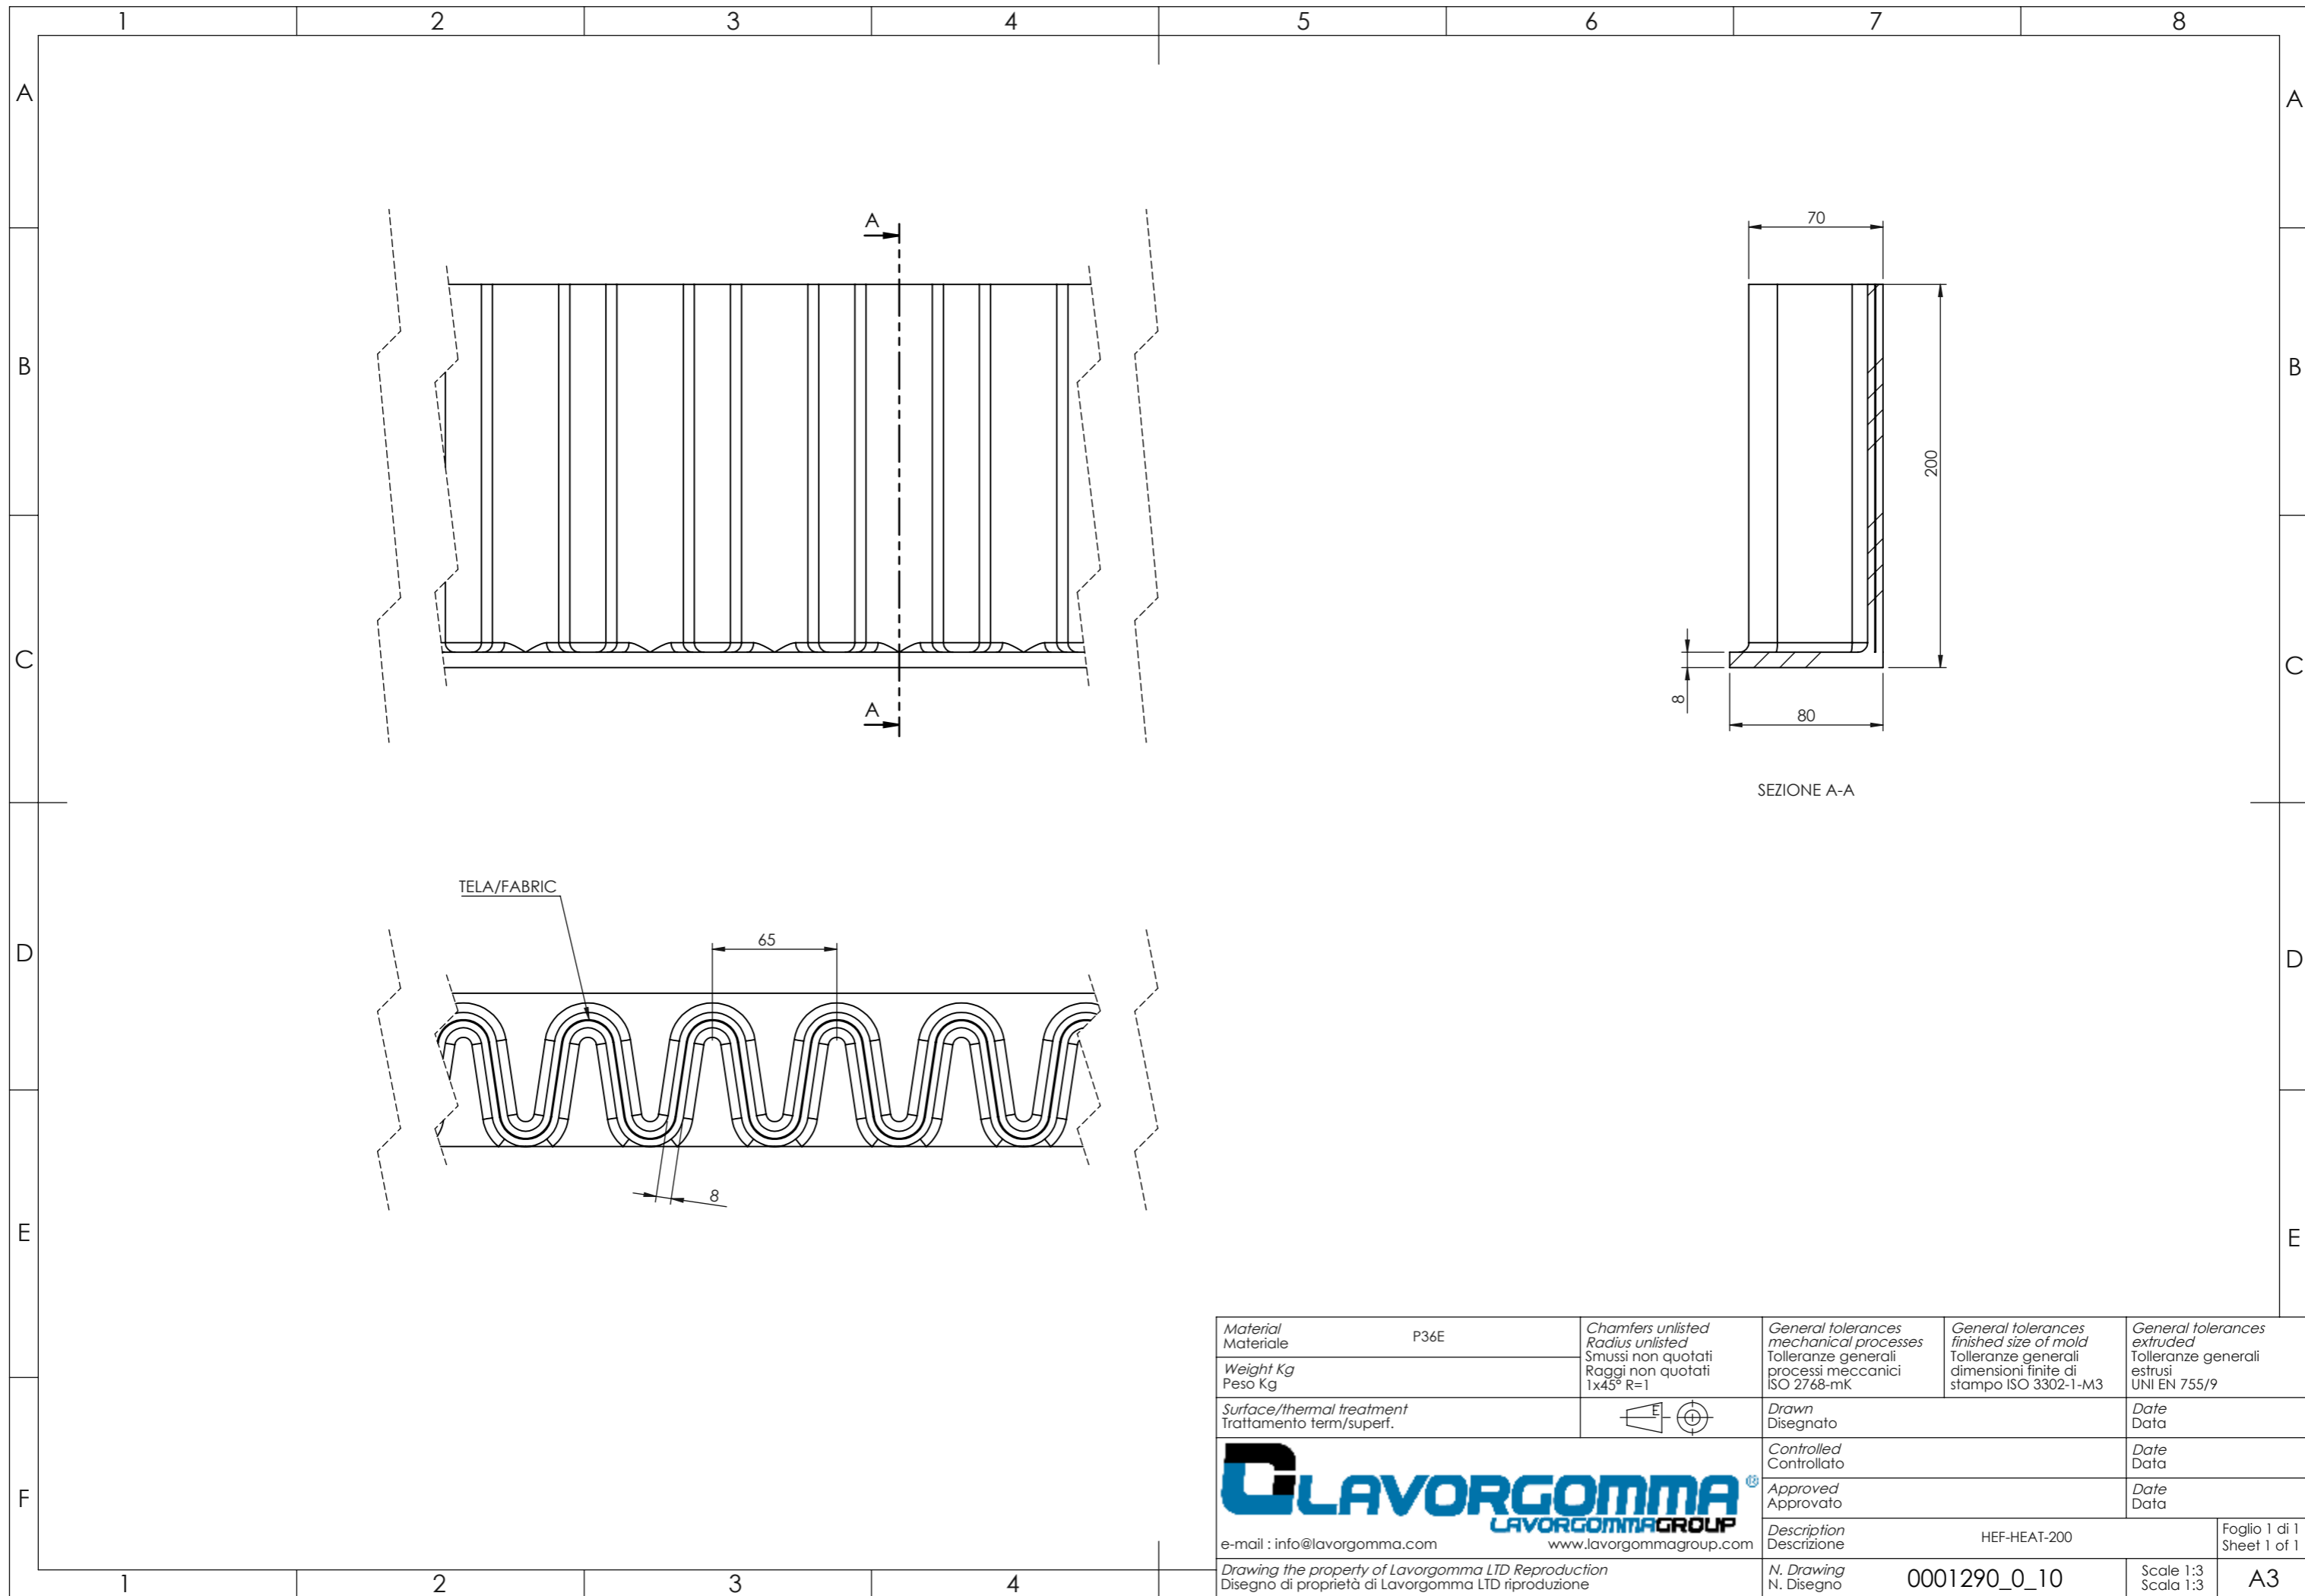 1 2 3 4 5 6 7 8
A A
A
70
B B
200
C C
A
8
80
SEZIONE A-A
TELA/FABRIC
D D
65
8
E E
Material
Materiale
P36E
Weight Kg
Peso Kg
Chamfers unlisted
Radius unlisted
Smussi non quotati
Raggi non quotati
1x45° R=1
General tolerances
mechanical processes
Tolleranze generali
processi meccanici
ISO 2768-mK
General tolerances
finished size of mold
Tolleranze generali
dimensioni finite di
stampo ISO 3302-1-M3
General tolerances
extruded
Tolleranze generali
estrusi
UNI EN 755/9
Surface/thermal treatment
Trattamento term/superf.
E
Drawn
Disegnato
Date
Data
Controlled
Controllato
Date
Data
F
LAVORGOMMA®
LAVORGOMMAGROUP
Approved
Approvato
Date
Data
e-mail : info@lavorgomma.com www.lavorgommagroup.com
Description
Descrizione
HEF-HEAT-200
Foglio 1 di 1
Sheet 1 of 1
Drawing the property of Lavorgomma LTD Reproduction
Disegno di proprietà di Lavorgomma LTD riproduzione
N. Drawing
N. Disegno
0001290_0_10
Scale 1:3
Scala 1:3
A3
1 2 3 4